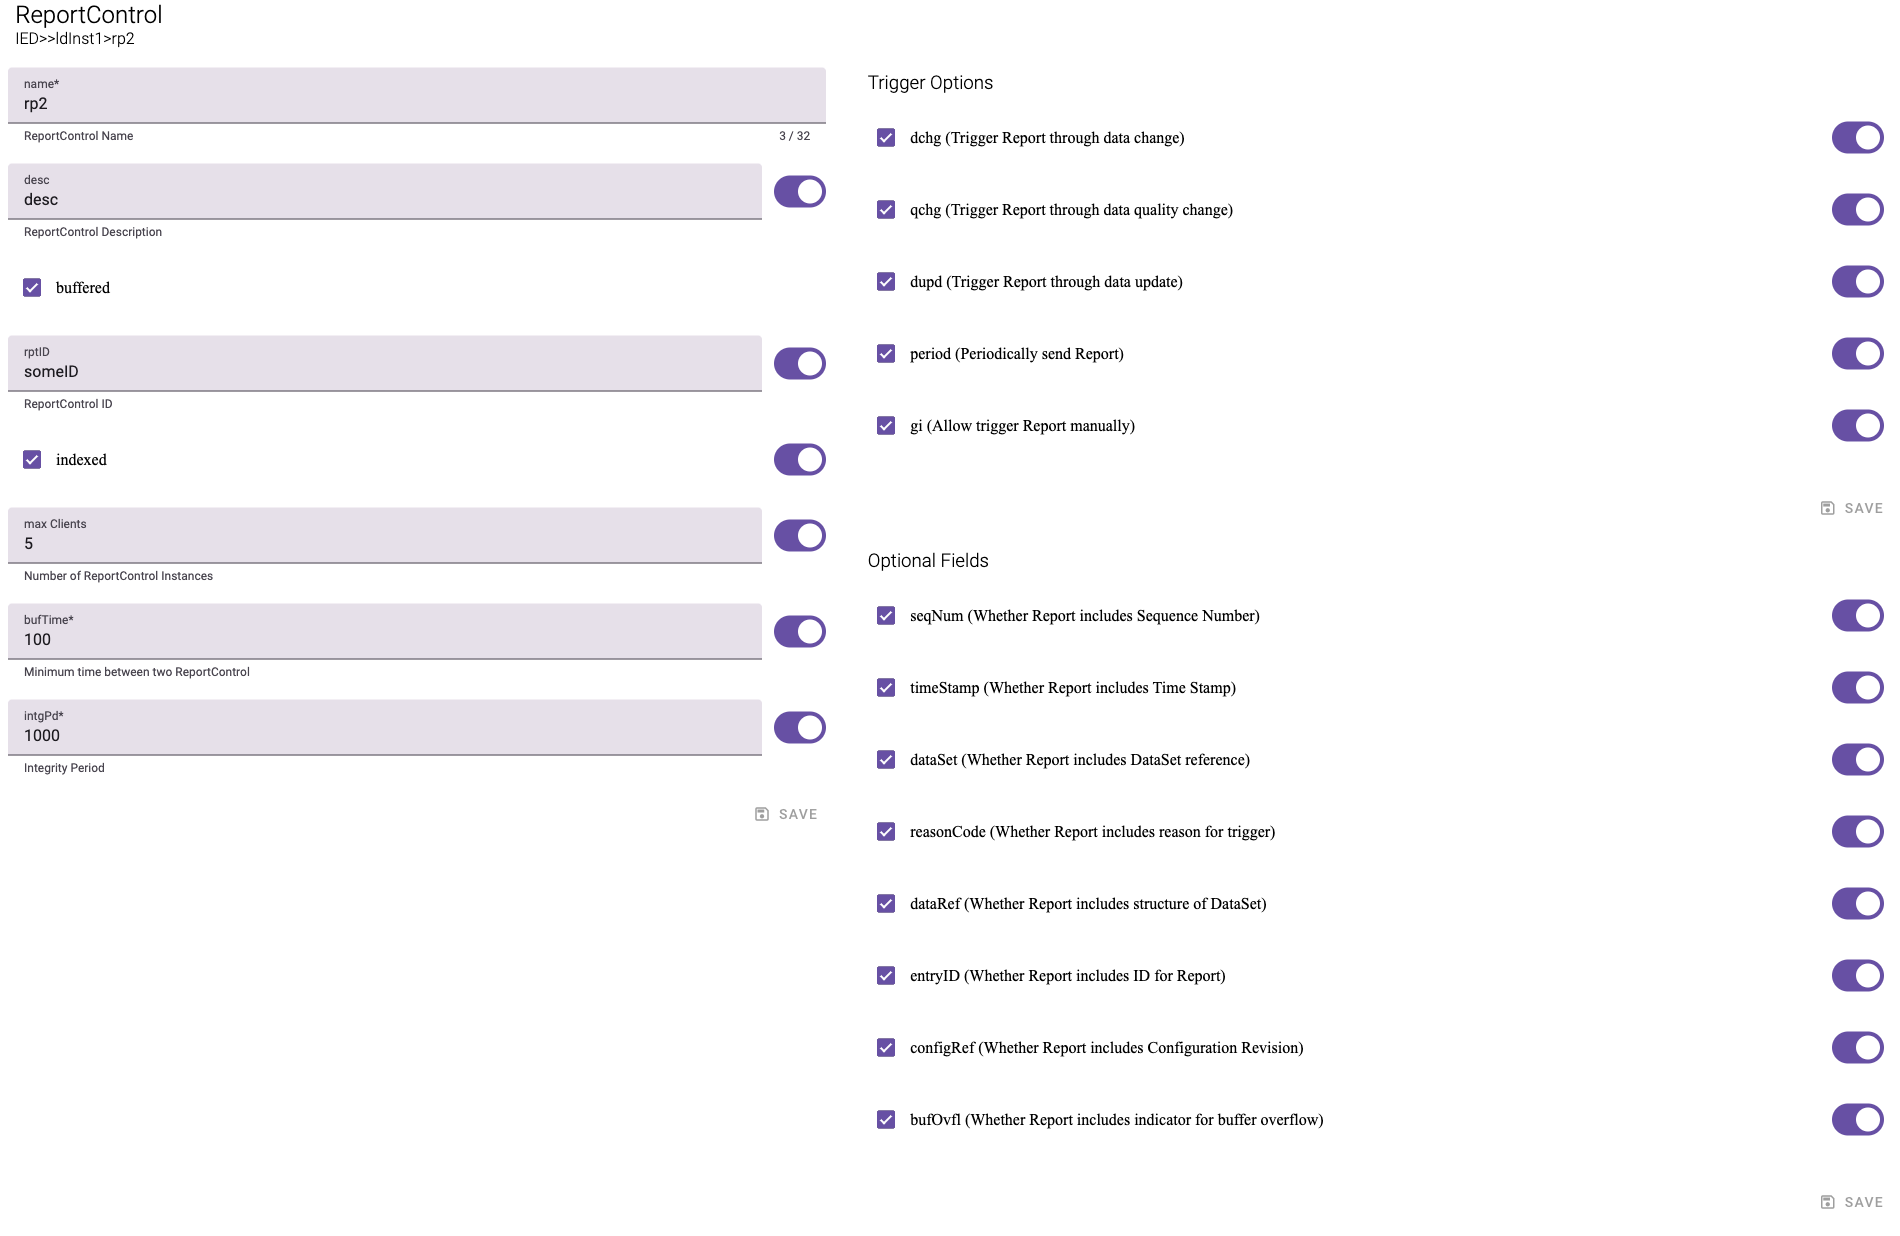 ReportControl
IED>>ldInst1>rp2
name*
rp2
ReportControl Name
3 / 32
desc
desc
ReportControl Description
buffered
rptID
someID
ReportControl ID
indexed
max Clients
5
Number of ReportControl Instances
bufTime*
100
Minimum time between two ReportControl
intgPd*
1000
Integrity Period
SAVE
Trigger Options
dchg (Trigger Report through data change)
qchg (Trigger Report through data quality change)
dupd (Trigger Report through data update)
period (Periodically send Report)
gi (Allow trigger Report manually)
SAVE
Optional Fields
seqNum (Whether Report includes Sequence Number)
timeStamp (Whether Report includes Time Stamp)
dataSet (Whether Report includes DataSet reference)
reasonCode (Whether Report includes reason for trigger)
dataRef (Whether Report includes structure of DataSet)
entryID (Whether Report includes ID for Report)
configRef (Whether Report includes Configuration Revision)
bufOvfl (Whether Report includes indicator for buffer overflow)
SAVE